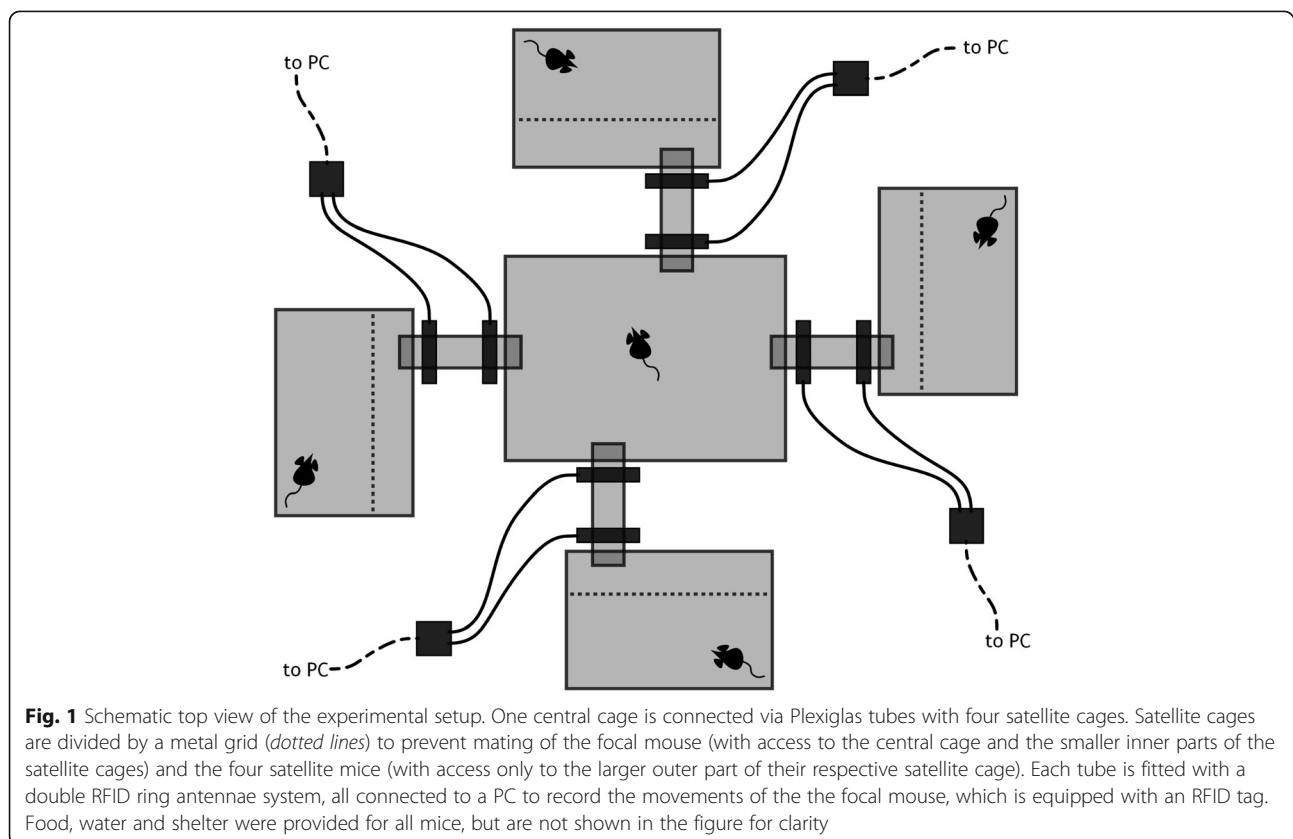 to PC
to PC
to PC
to PC
Fig. 1 Schematic top view of the experimental setup. One central cage is connected via Plexiglas tubes with four satellite cages. Satellite cages
are divided by a metal grid (dotted lines) to prevent mating of the focal mouse (with access to the central cage and the smaller inner parts of the
satellite cages) and the four satellite mice (with access only to the larger outer part of their respective satellite cage). Each tube is fitted with a
double RFID ring antennae system, all connected to a PC to record the movements of the the focal mouse, which is equipped with an RFID tag.
Food, water and shelter were provided for all mice, but are not shown in the figure for clarity